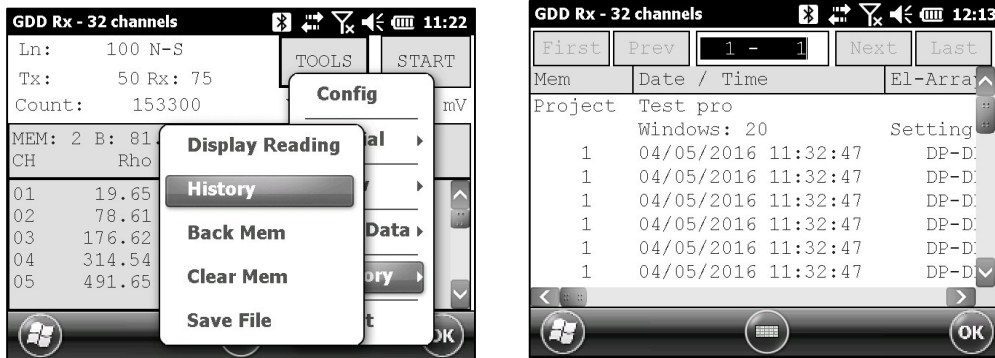 GDD Rx - 32 channels 11:22
Ln: 100 N-S
TOOLS START
Tx: 50 Rx: 75
Count: 153300 mV
Config
MEM: 2 B: 81.
CH Rho
01 19.65
02 78.61
03 176.62
04 314.54
05 491.65
Display Reading
History
Back Mem
Clear Mem
Save File
Data
OK
GDD Rx - 32 channels 12:13
First Prev 1 - 1 Next Last
Mem Date / Time El-Array
Project Test pro
Windows: 20 Setting
1 04/05/2016 11:32:47 DP-D
1 04/05/2016 11:32:47 DP-D
1 04/05/2016 11:32:47 DP-D
1 04/05/2016 11:32:47 DP-D
1 04/05/2016 11:32:47 DP-D
1 04/05/2016 11:32:47 DP-D
OK